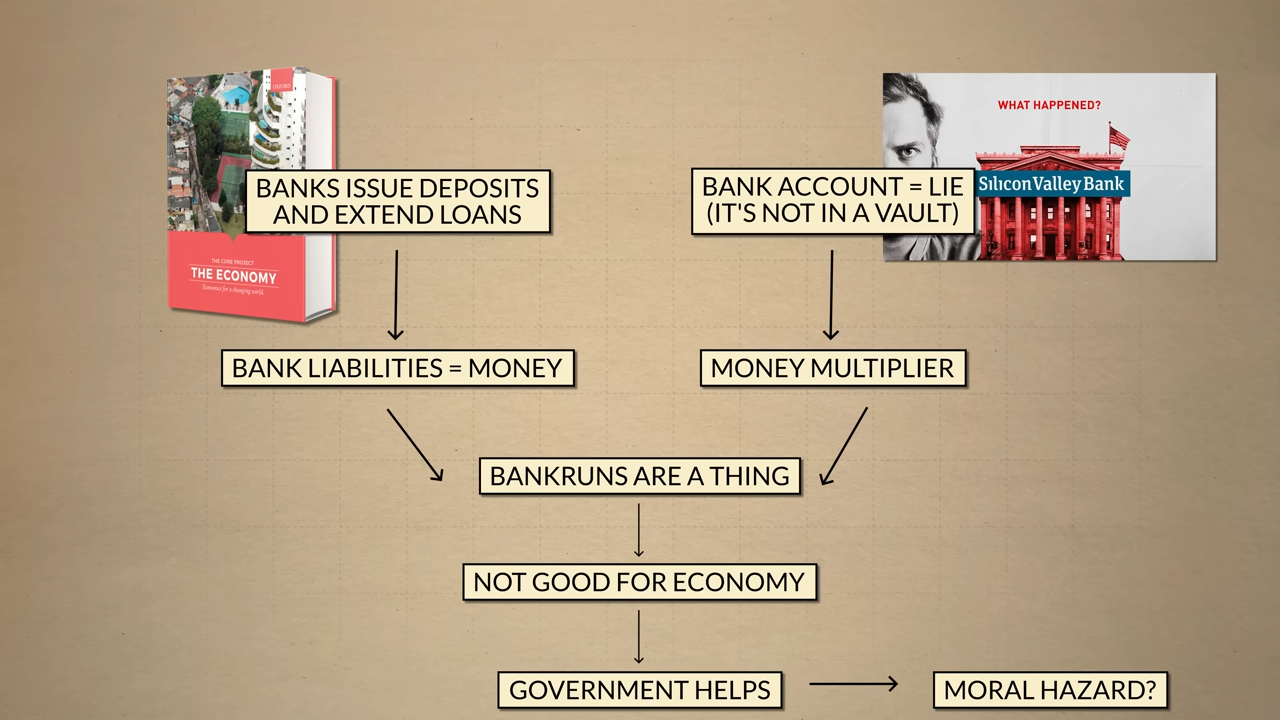 OXFORD
WHAT HAPPENED?
BANKS ISSUE DEPOSITS
AND EXTEND LOANS
BANK ACCOUNT = LIE
(IT'S NOT IN A VAULT)
Silicon Valley Bank
THE CORE PROJECT
THE ECONOMY
Economics for a changing world
BANK LIABILITIES = MONEY
MONEY MULTIPLIER
BANKRUNS ARE A THING
NOT GOOD FOR ECONOMY
GOVERNMENT HELPS
MORAL HAZARD?